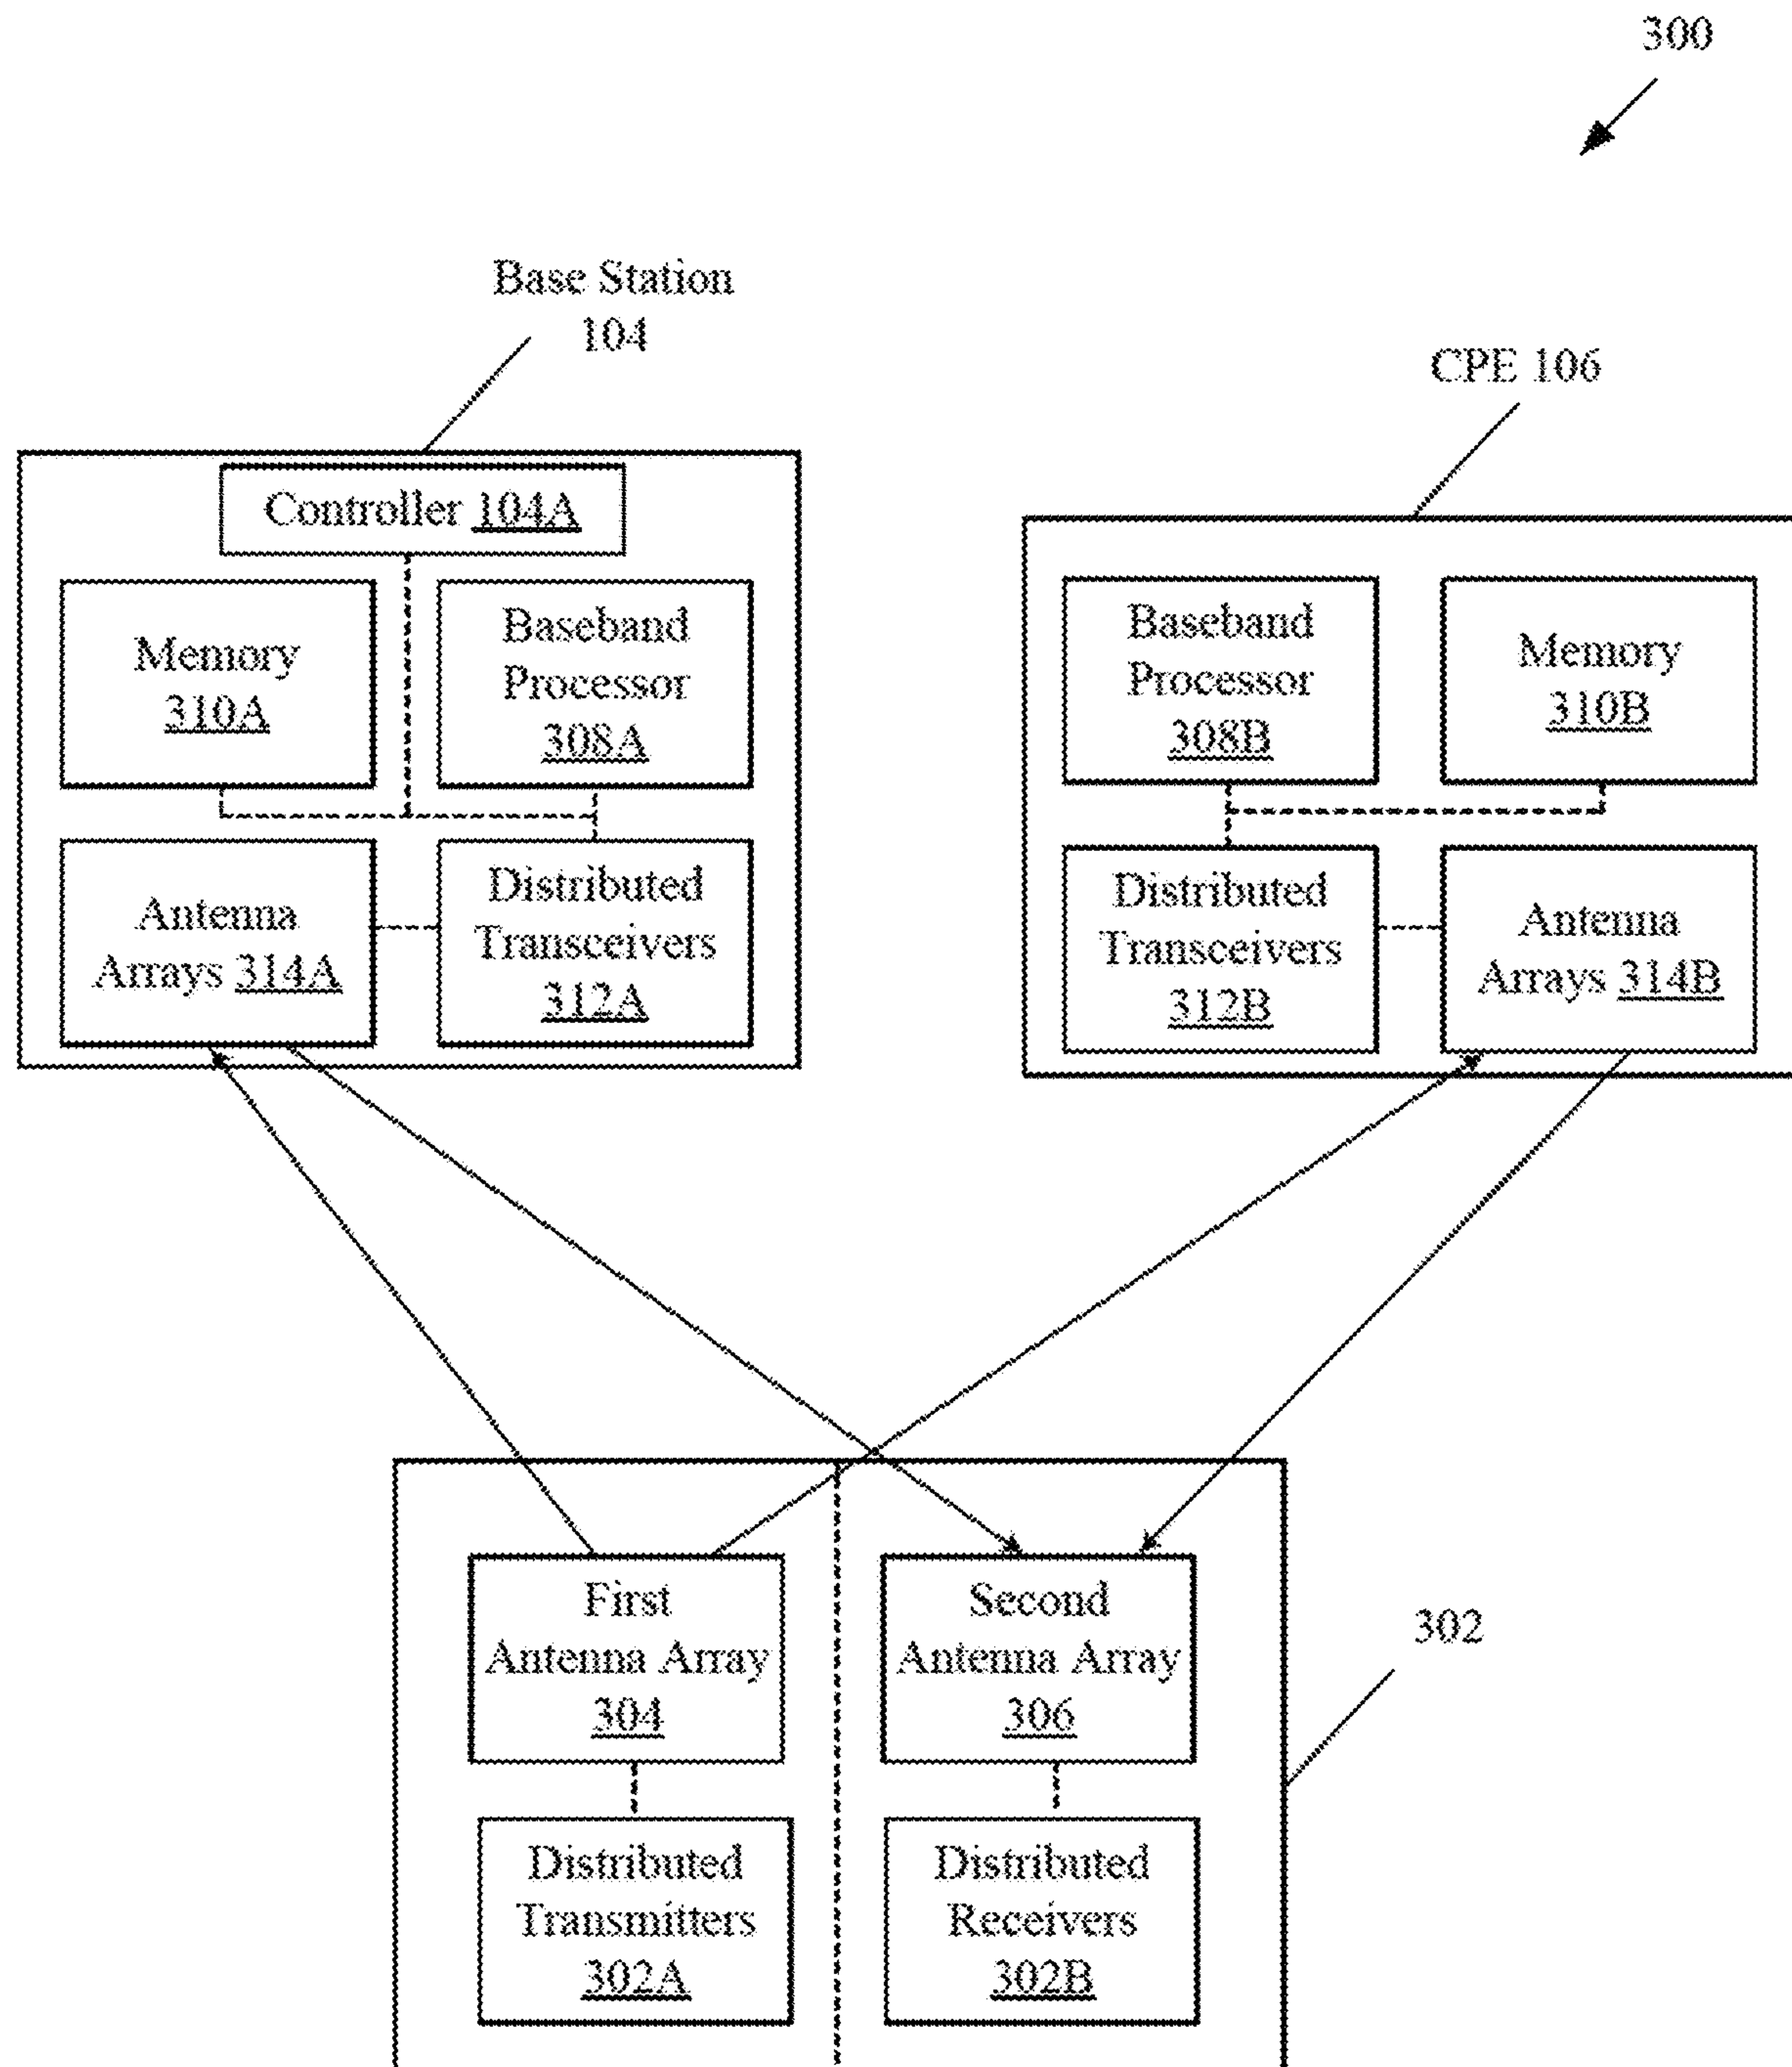 300
Base Station
104
CPE 106
Controller 104A
Memory
310A
Baseband
Processor
308A
Antenna
Arrays 314A
Distributed
Transceivers
312A
Baseband
Processor
308B
Memory
310B
Distributed
Transceivers
312B
Antenna
Arrays 314B
First
Antenna Array
304
Second
Antenna Array
306
302
Distributed
Transmitters
302A
Distributed
Receivers
302B